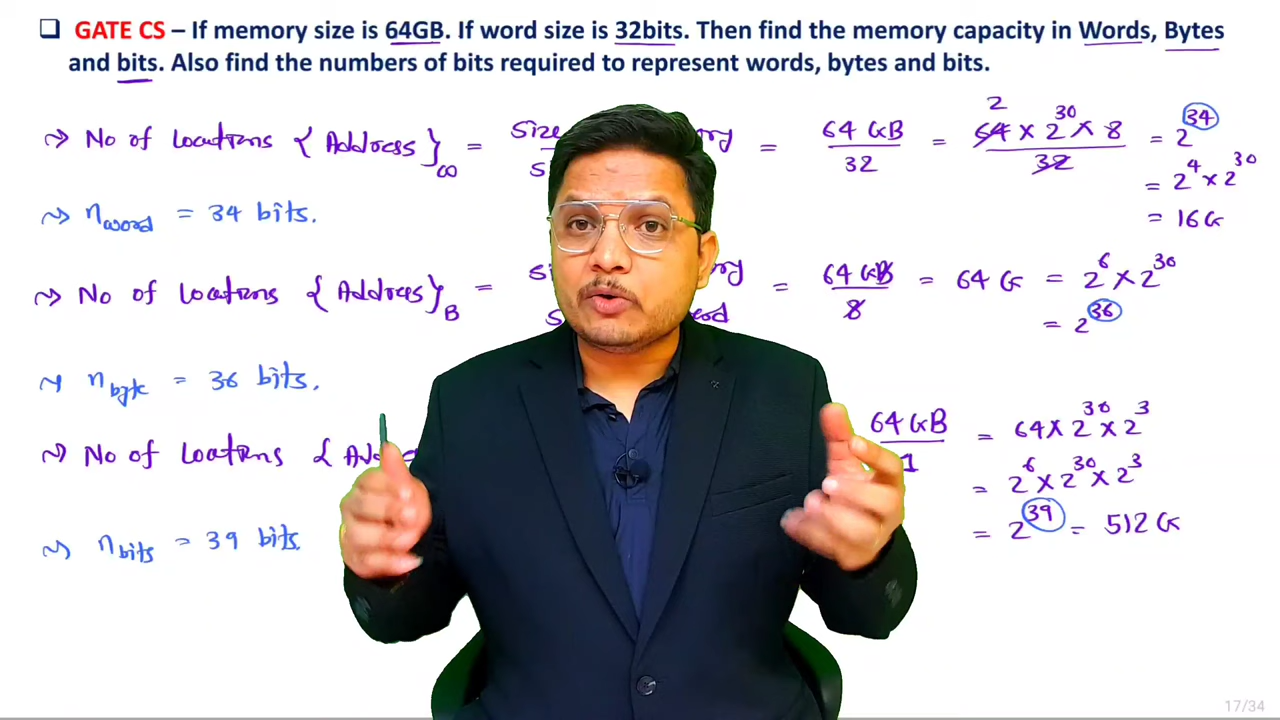 ❑ GATE CS – If memory size is 64GB. If word size is 32bits. Then find the memory capacity in Words, Bytes
and bits. Also find the numbers of bits required to represent words, bytes and bits.
~> No of Locations {Address}ω = = 64 GB / 32 = 64 × 2^30 × 8 / 32 = 2^34
2
= 2^4 × 2^30
~> n_word = 34 bits. = 16 G
~> No of Locations {Address}_B = = 64 GB / 8 = 64 G = 2^6 × 2^30
= 2^36
~> n_byte = 36 bits.
~> No of Locations 64 GB / 1 = 64 × 2^30 × 2^3
= 2^6 × 2^30 × 2^3
~> n_bits = 39 bits. = 2^39 = 512 G
17/34